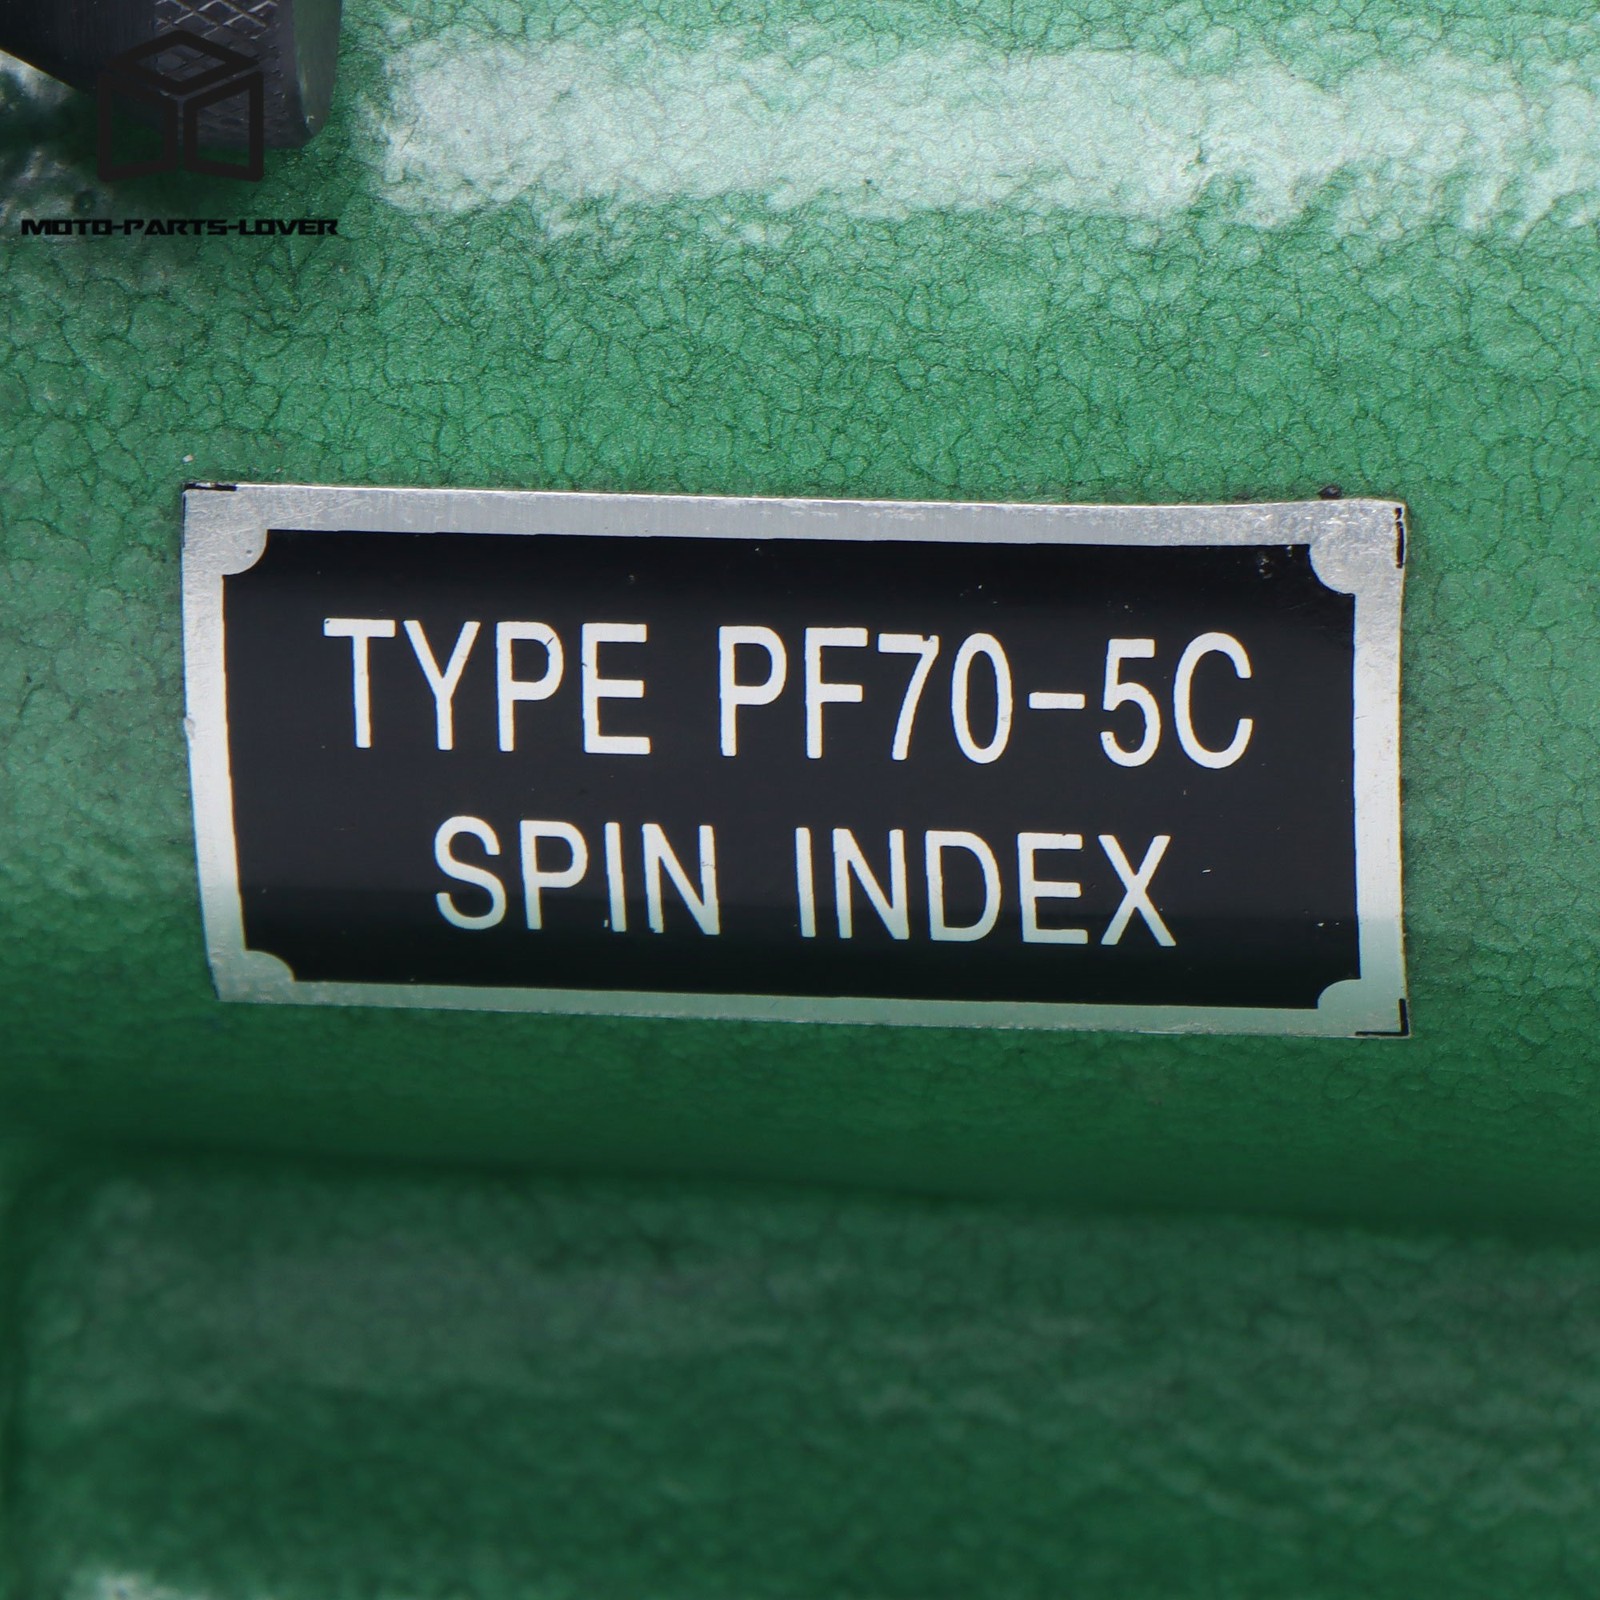 MOTO-PARTS-LOVER
TYPE PF70-5C
SPIN INDEX